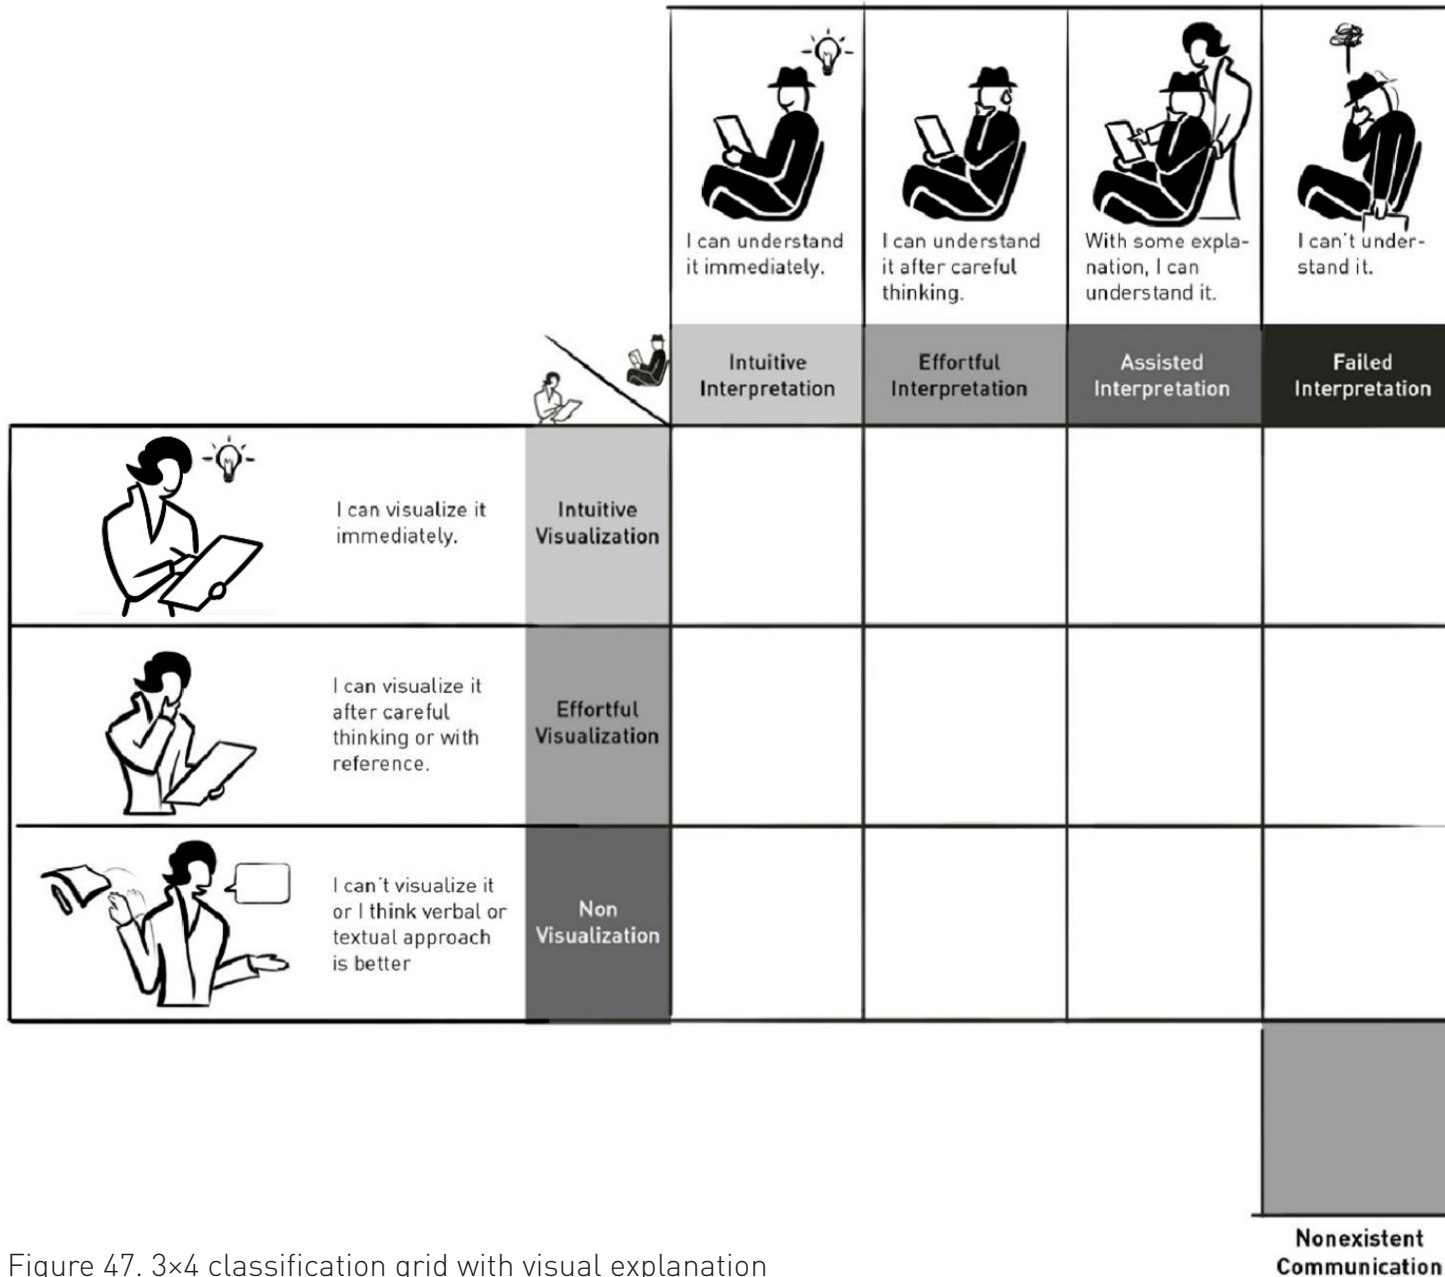 I can understand
it immediately.
I can understand
it after careful
thinking.
With some expla-
nation, I can
understand it.
I can't under-
stand it.
Intuitive
Interpretation
Effortful
Interpretation
Assisted
Interpretation
Failed
Interpretation
I can visualize it
immediately.
Intuitive
Visualization
I can visualize it
after careful
thinking or with
reference.
Effortful
Visualization
I can't visualize it
or I think verbal or
textual approach
is better
Non
Visualization
Nonexistent
Communication
Figure 47. 3×4 classification grid with visual explanation